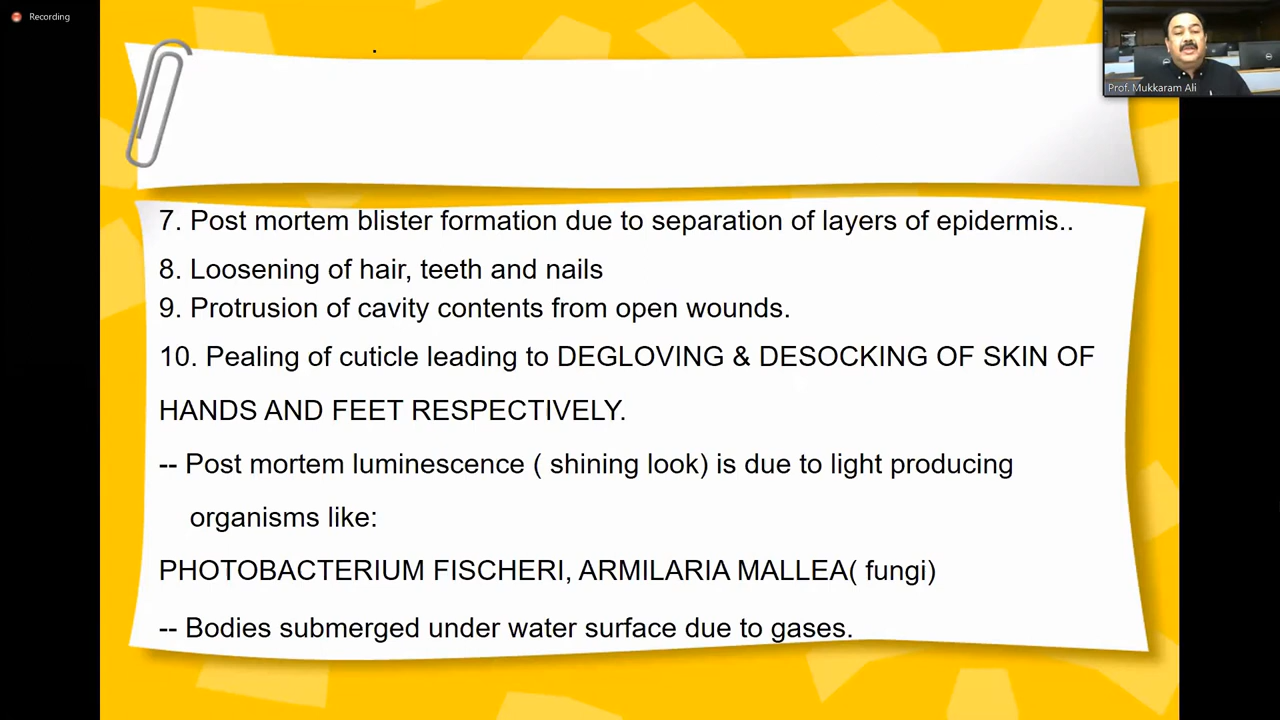 Recording
Prof. Mukkaram Ali
7. Post mortem blister formation due to separation of layers of epidermis..
8. Loosening of hair, teeth and nails
9. Protrusion of cavity contents from open wounds.
10. Pealing of cuticle leading to DEGLOVING & DESOCKING OF SKIN OF
HANDS AND FEET RESPECTIVELY.
-- Post mortem luminescence ( shining look) is due to light producing
organisms like:
PHOTOBACTERIUM FISCHERI, ARMILARIA MALLEA( fungi)
-- Bodies submerged under water surface due to gases.